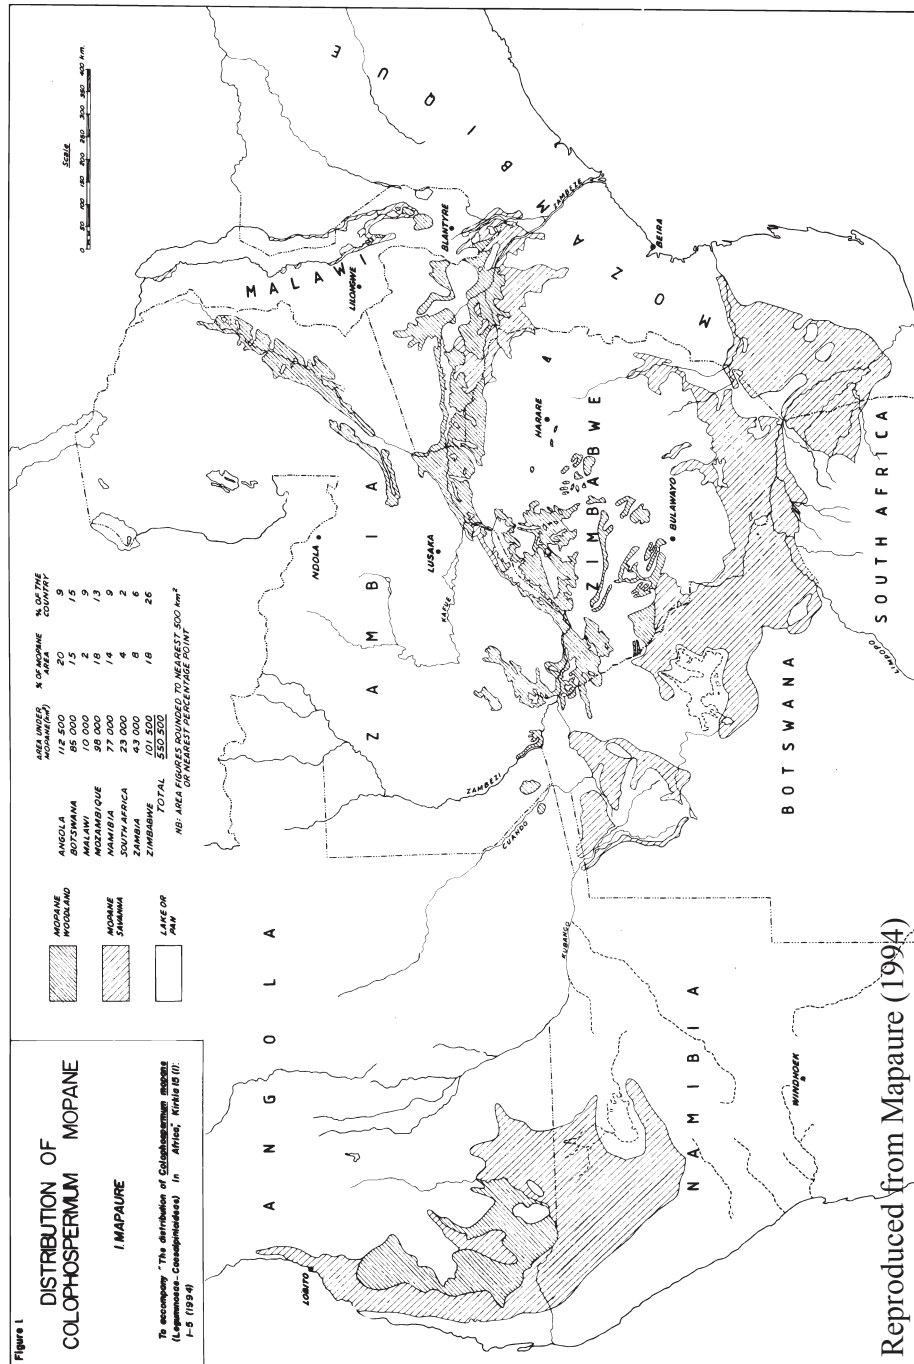 Figure 1.
DISTRIBUTION OF
COLOPHOSPERMUM MOPANE
I. MAPAURE
To accompany "The distribution of Colophospermum mopane
(Leguminosae-Caesalpinioideae) in Africa," Kirkia 15 (1):
1-5 (1994)
MOPANE
WOODLAND
MOPANE
SAVANNA
LAKE OR
PAN
AREA UNDER MOPANE (km²) % OF MOPANE AREA % OF THE COUNTRY
ANGOLA 112 500 20 9
BOTSWANA 85 000 15 15
MALAWI 10 000 2 9
MOZAMBIQUE 98 000 18 13
NAMIBIA 77 000 14 9
SOUTH AFRICA 23 000 4 2
ZAMBIA 43 000 8 6
ZIMBABWE 101 500 18 26
TOTAL 550 500
NB: AREA FIGURES ROUNDED TO NEAREST 500 km²
OR NEAREST PERCENTAGE POINT
Scale
0 50 100 150 200 250 300 350 400 km.
ANGOLA
LOBITO
NAMIBIA
WINDHOEK
KUBANGO
CUANDO
ZAMBEZI
ZAMBIA
NDOLA
LUSAKA
KAFUE
MALAWI
LILONGWE
BLANTYRE
MOZAMBIQUE
ZAMBEZE
BEIRA
ZIMBABWE
HARARE
BULAWAYO
BOTSWANA
LIMPOPO
SOUTH AFRICA
Reproduced from Mapaure (1994)